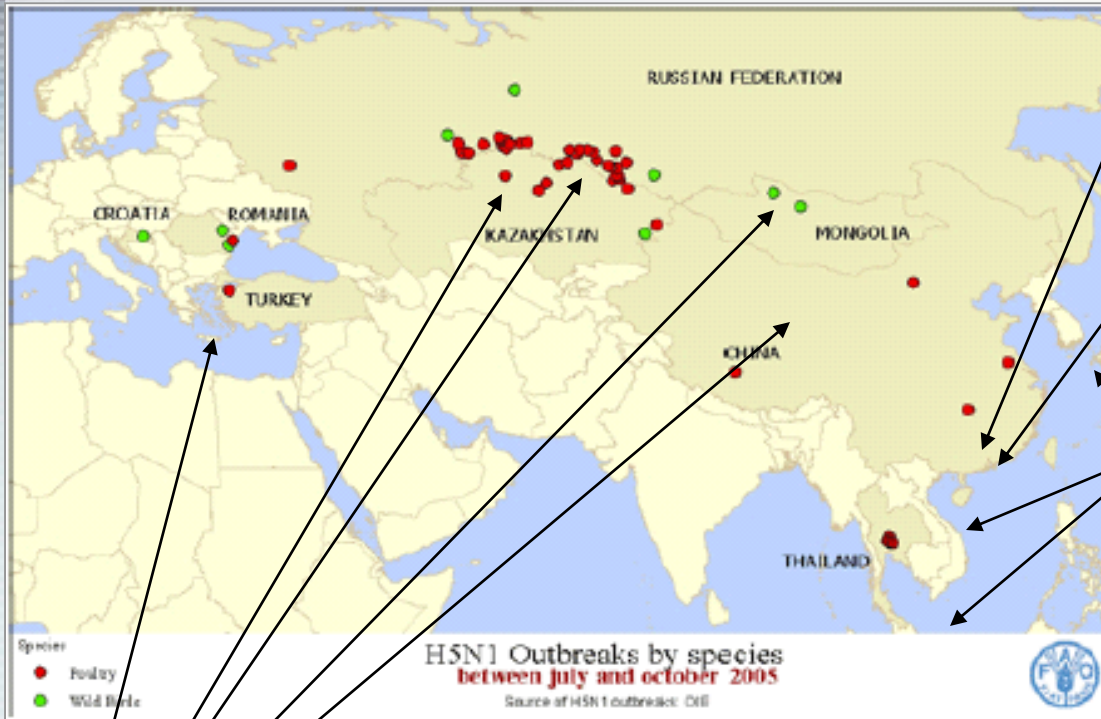 RUSSIAN FEDERATION
CROATIA
ROMANIA
KAZAKHSTAN
MONGOLIA
TURKEY
CHINA
THAILAND
Species
Poultry
Wild Birds
H5N1 Outbreaks by species
between july and october 2005
Source of H5N1 outbreaks: OIE
FAO